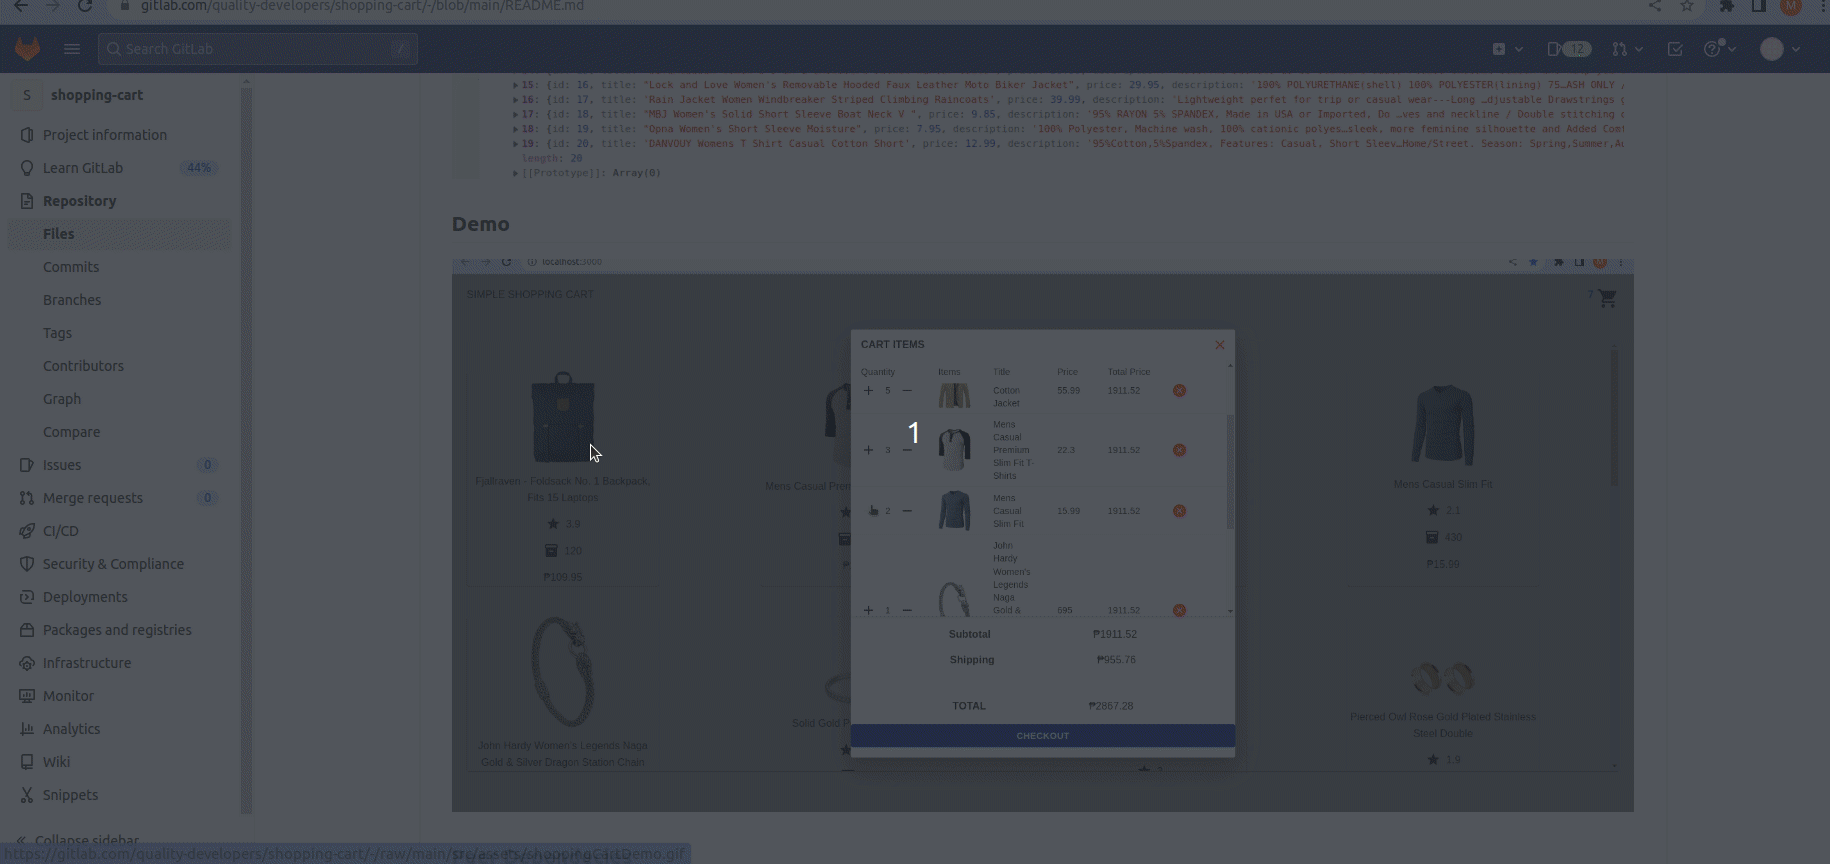 gitlab.com/quality-developers/shopping-cart/-/blob/main/README.md
M
Search GitLab
/
12
S
shopping-cart
Project information
Learn GitLab
44%
Repository
Files
Commits
Branches
Tags
Contributors
Graph
Compare
Issues
0
Merge requests
0
CI/CD
Security & Compliance
Deployments
Packages and registries
Infrastructure
Monitor
Analytics
Wiki
Snippets
Collapse sidebar
15: {id: 16, title: "Lock and Love Women's Removable Hooded Faux Leather Moto Biker Jacket", price: 29.95, description: '100% POLYURETHANE(shell) 100% POLYESTER(lining) 75…ASH ONLY
16: {id: 17, title: 'Rain Jacket Women Windbreaker Striped Climbing Raincoats', price: 39.99, description: 'Lightweight perfet for trip or casual wear---Long …djustable Drawstrings
17: {id: 18, title: "MBJ Women's Solid Short Sleeve Boat Neck V ", price: 9.85, description: '95% RAYON 5% SPANDEX, Made in USA or Imported, Do …ves and neckline / Double stitching
18: {id: 19, title: "Opna Women's Short Sleeve Moisture", price: 7.95, description: '100% Polyester, Machine wash, 100% cationic polyes…sleek, more feminine silhouette and Added
19: {id: 20, title: 'DANVOUY Womens T Shirt Casual Cotton Short', price: 12.99, description: '95%Cotton,5%Spandex, Features: Casual, Short Sleev…Home/Street. Season: Spring,Summer,
length: 20
[[Prototype]]: Array(0)
Demo
localhost:3000
SIMPLE SHOPPING CART
7
Fjallraven - Foldsack No. 1 Backpack,
Fits 15 Laptops
3.9
120
₱109.95
Mens Casual
Mens Casual Slim Fit
2.1
430
₱15.99
John Hardy Women's Legends Naga
Gold & Silver Dragon Station Chain
Solid Gold
Pierced Owl Rose Gold Plated Stainless
Steel Double
1.9
CART ITEMS
Quantity Items Title Price Total Price
5 Cotton Jacket 55.99 1911.52
3 Mens Casual Premium Slim Fit T-Shirts 22.3 1911.52
2 Mens Casual Slim Fit 15.99 1911.52
1 John Hardy Women's Legends Naga Gold & 695 1911.52
1
Subtotal ₱1911.52
Shipping ₱955.76
TOTAL ₱2867.28
CHECKOUT
https://gitlab.com/quality-developers/shopping-cart/-/raw/main/src/assets/shoppingCartDemo.gif